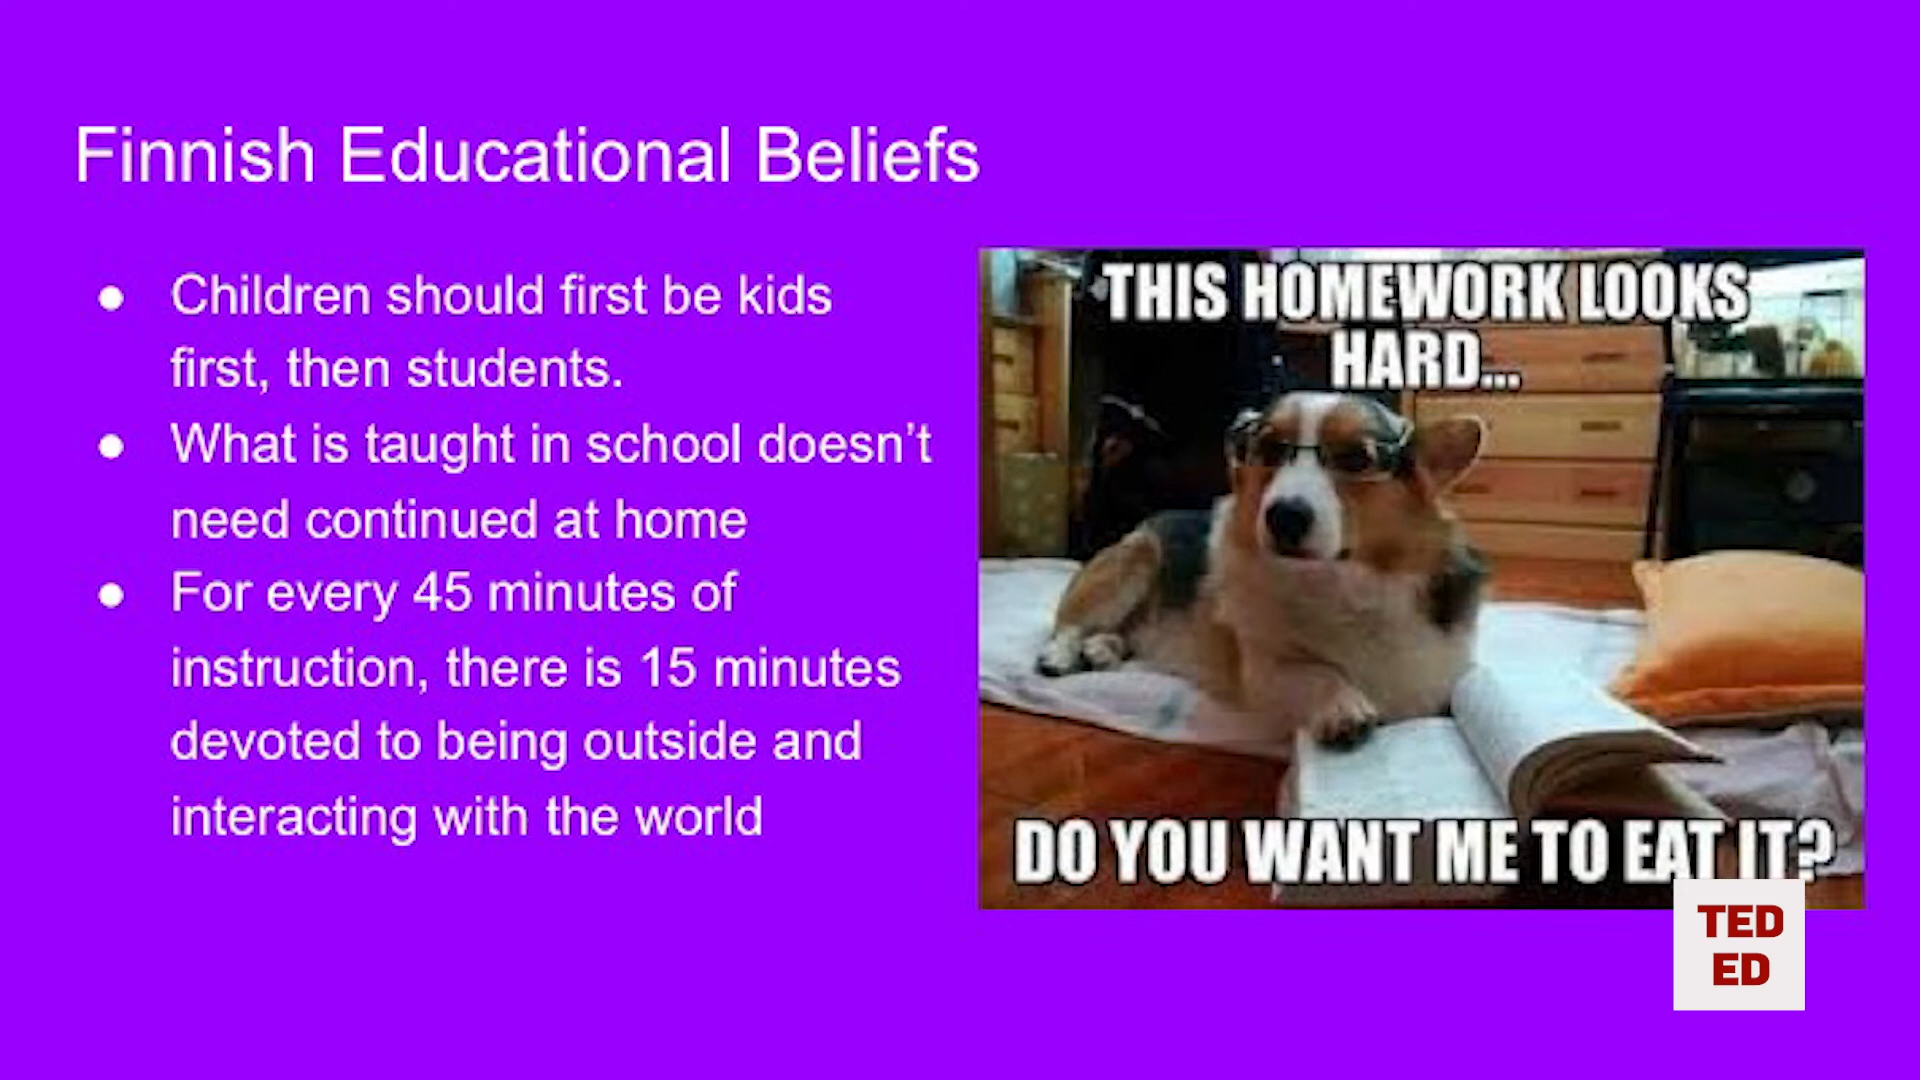 Finnish Educational Beliefs
● Children should first be kids
first, then students.
● What is taught in school doesn’t
need continued at home
● For every 45 minutes of
instruction, there is 15 minutes
devoted to being outside and
interacting with the world
THIS HOMEWORK LOOKS
HARD...
DO YOU WANT ME TO EAT IT?
TED
ED